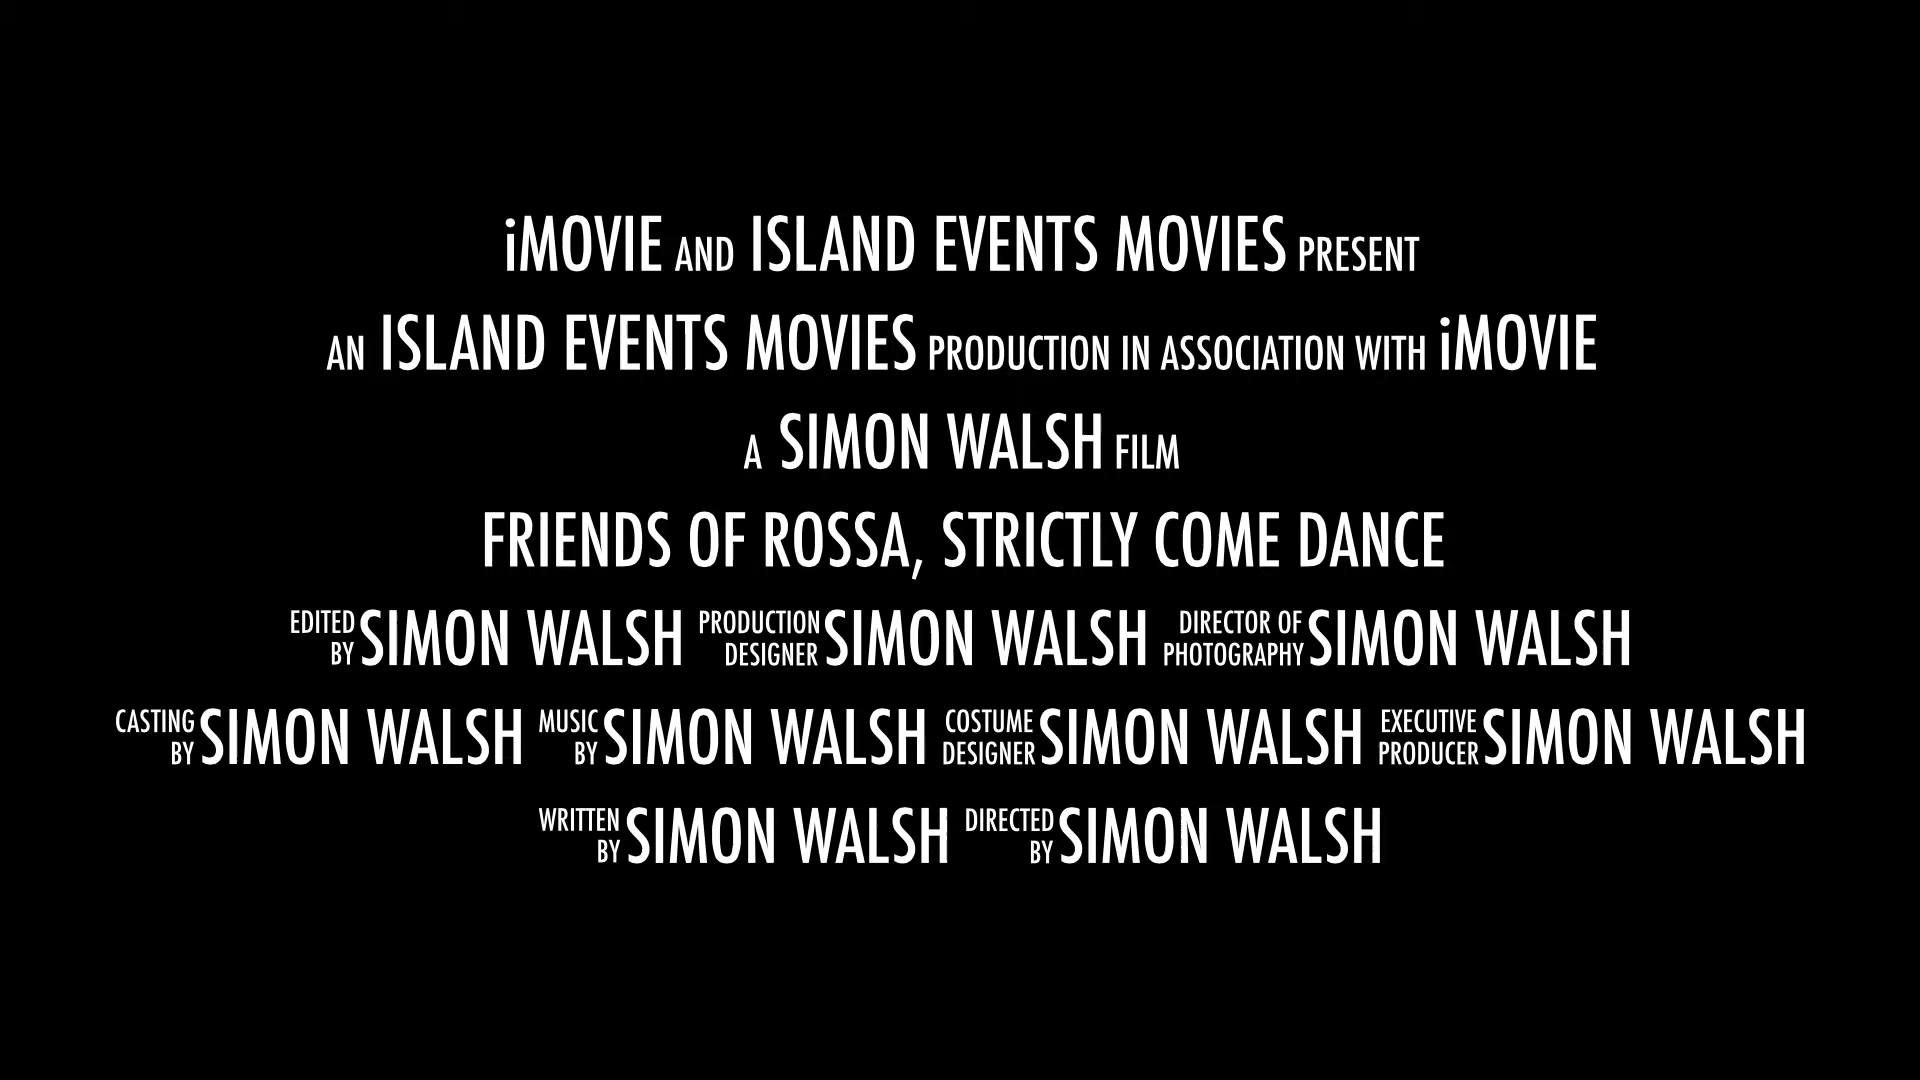 iMOVIE AND ISLAND EVENTS MOVIES PRESENT
AN ISLAND EVENTS MOVIES PRODUCTION IN ASSOCIATION WITH iMOVIE
A SIMON WALSH FILM
FRIENDS OF ROSSA, STRICTLY COME DANCE
EDITED BY SIMON WALSH PRODUCTION DESIGNER SIMON WALSH DIRECTOR OF PHOTOGRAPHY SIMON WALSH
CASTING BY SIMON WALSH MUSIC BY SIMON WALSH COSTUME DESIGNER SIMON WALSH EXECUTIVE PRODUCER SIMON WALSH
WRITTEN BY SIMON WALSH DIRECTED BY SIMON WALSH